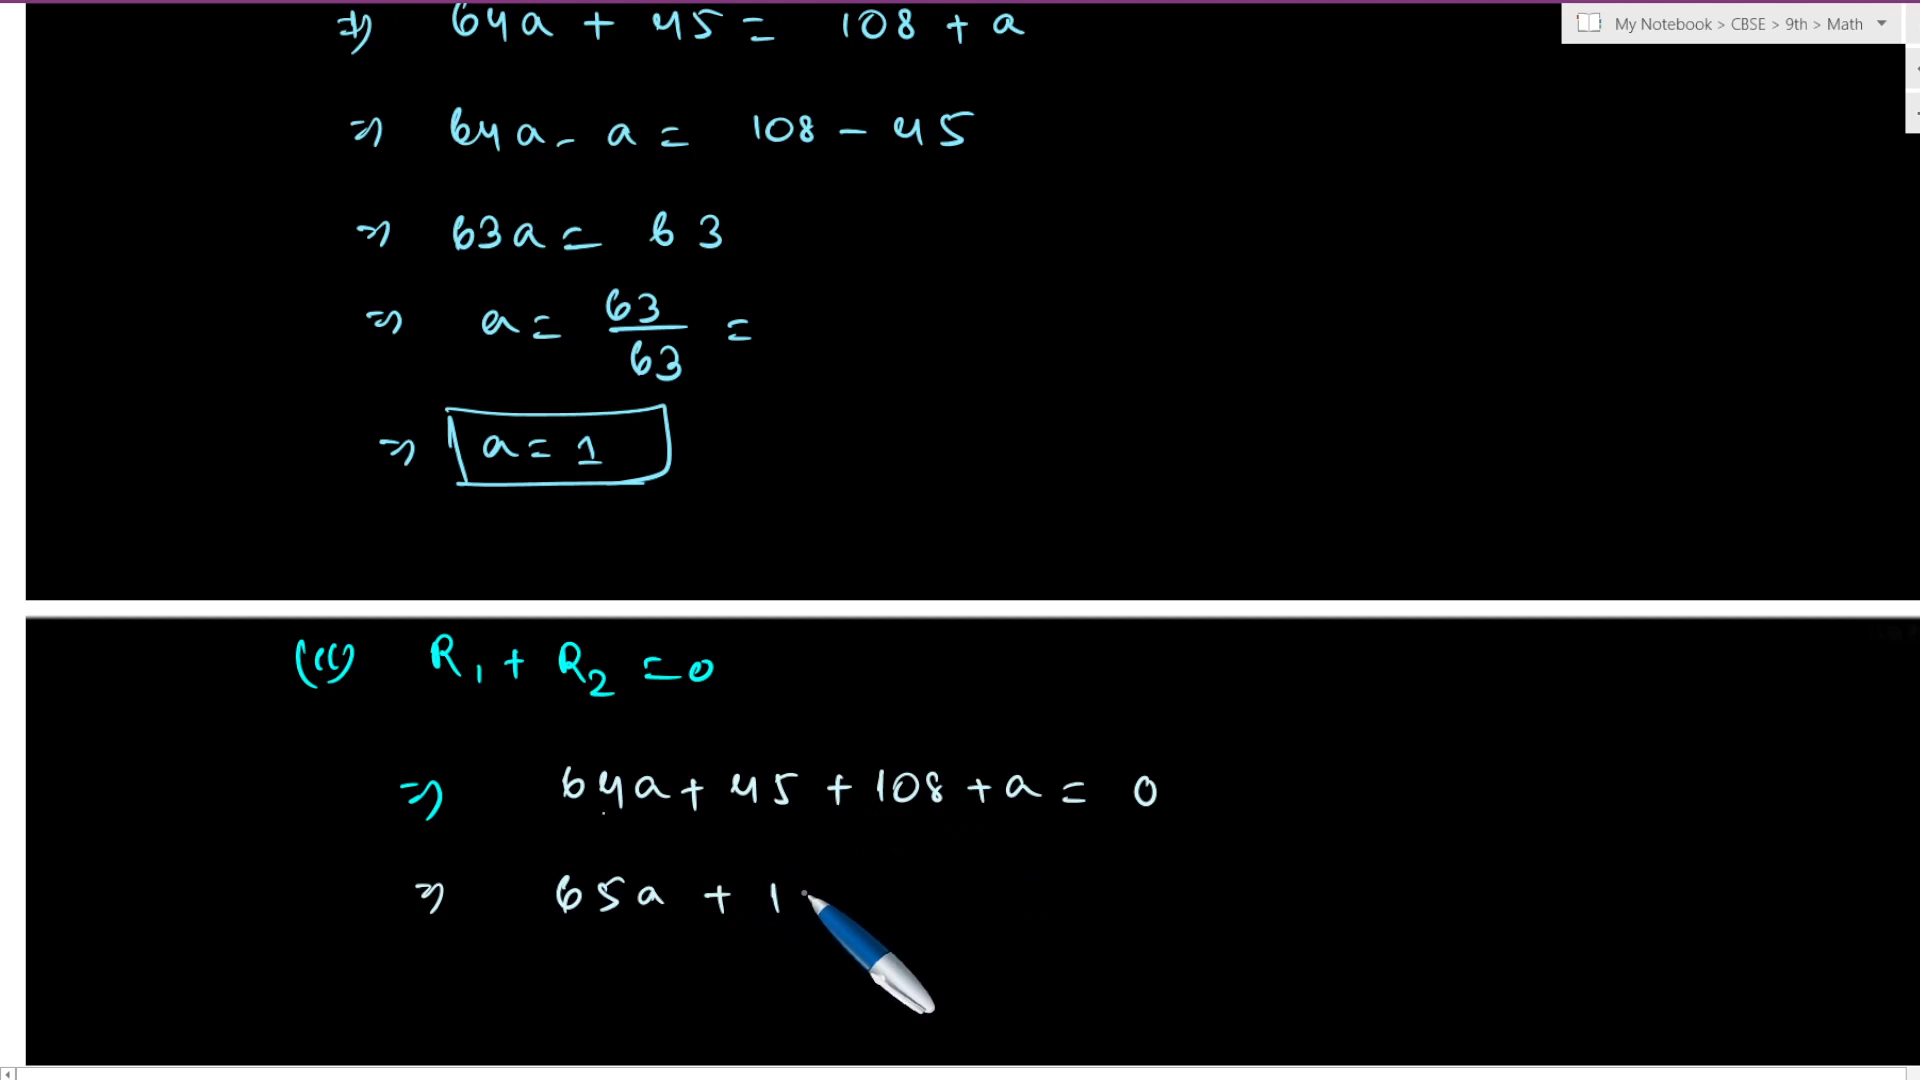 My Notebook > CBSE > 9th > Math
⇒ 64a + 45 = 108 + a
⇒ 64a - a = 108 - 45
⇒ 63a = 63
⇒ a = 63/63 =
⇒ a = 1
(ii) R₁ + R₂ = 0
⇒ 64a + 45 + 108 + a = 0
⇒ 65a + 1